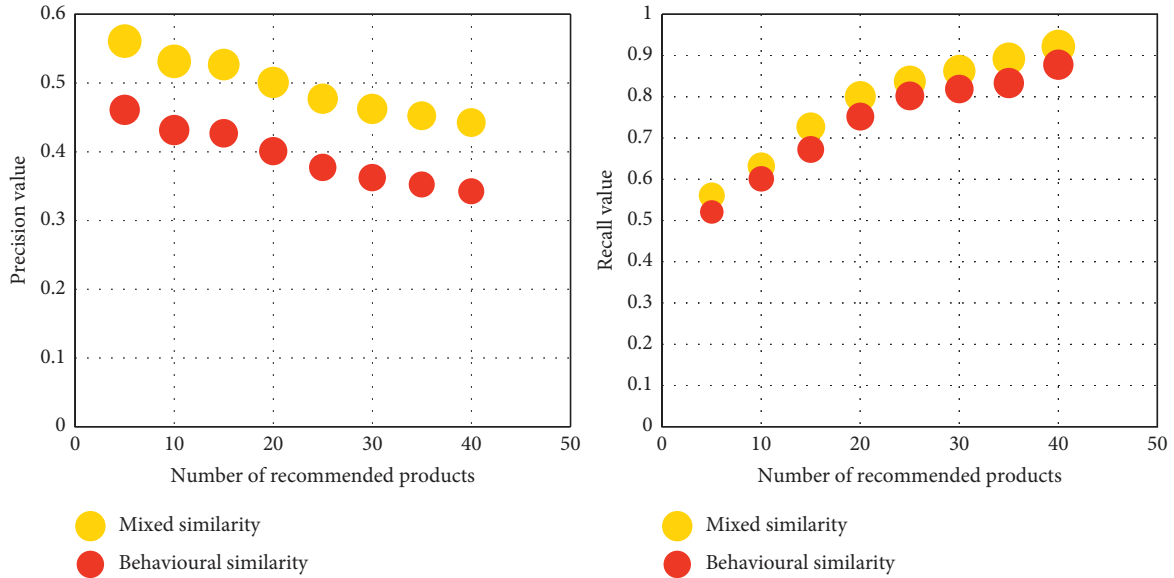 0.6
0.5
0.4
0.3
0.2
0.1
0
Precision value
0 10 20 30 40 50
Number of recommended products
Mixed similarity
Behavioural similarity
1
0.9
0.8
0.7
0.6
0.5
0.4
0.3
0.2
0.1
0
Recall value
0 10 20 30 40 50
Number of recommended products
Mixed similarity
Behavioural similarity